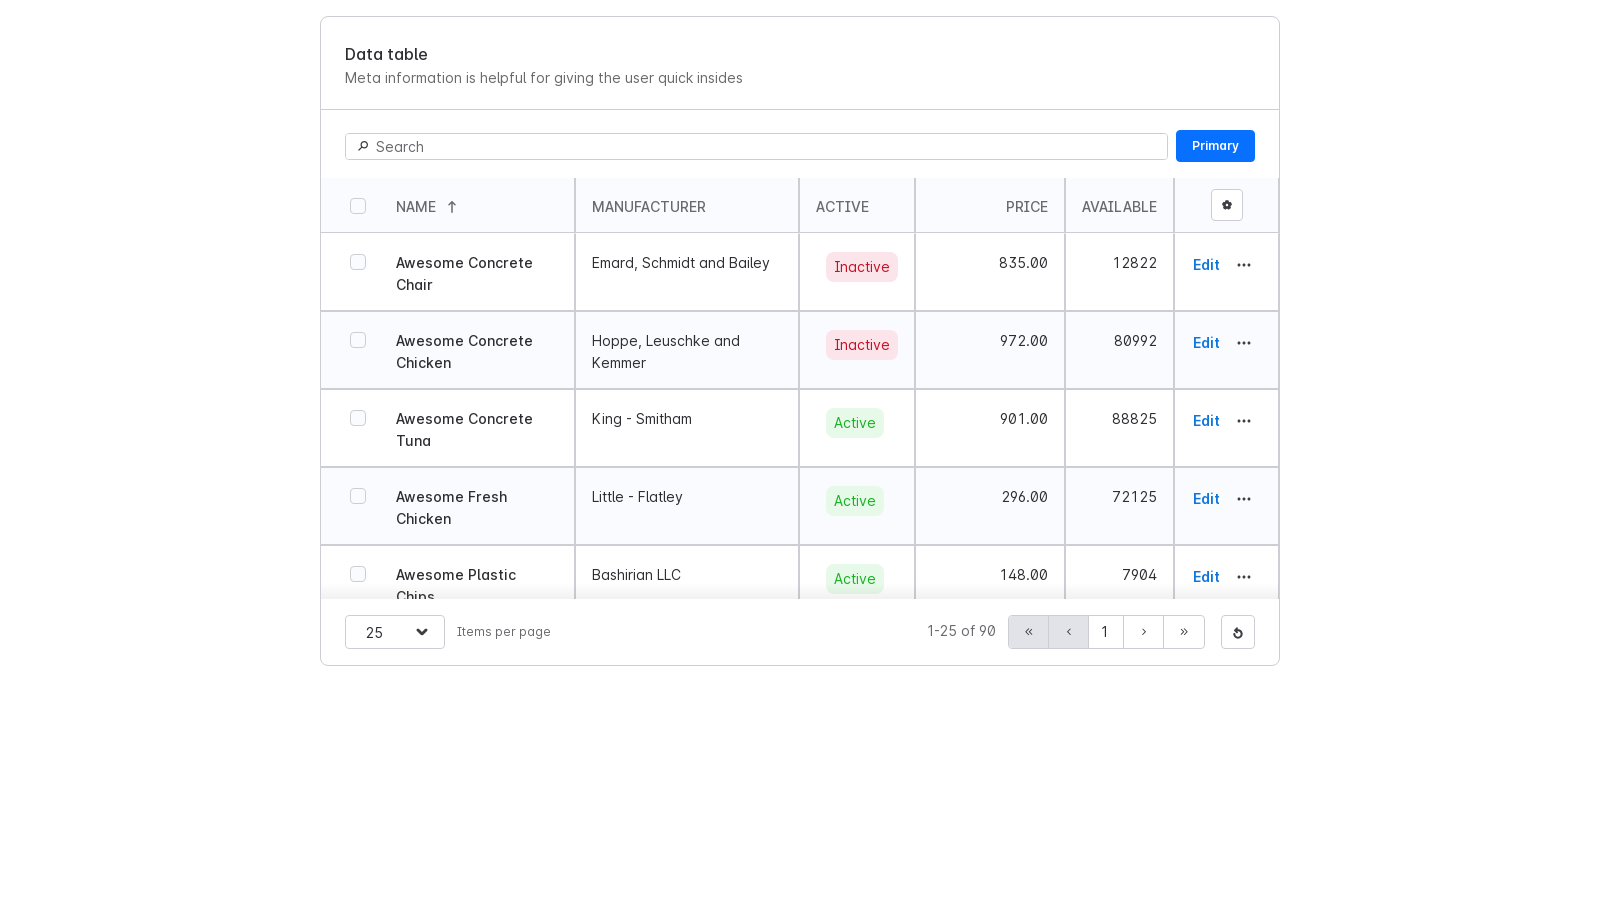 Data table
Meta information is helpful for giving the user quick insides
Search
Primary
NAME ↑ MANUFACTURER ACTIVE PRICE AVAILABLE
Awesome Concrete Chair Emard, Schmidt and Bailey Inactive 835.00 12822 Edit
Awesome Concrete Chicken Hoppe, Leuschke and Kemmer Inactive 972.00 80992 Edit
Awesome Concrete Tuna King - Smitham Active 901.00 88825 Edit
Awesome Fresh Chicken Little - Flatley Active 296.00 72125 Edit
Awesome Plastic Chips Bashirian LLC Active 148.00 7904 Edit
25 Items per page 1-25 of 90 « ‹ 1 › »